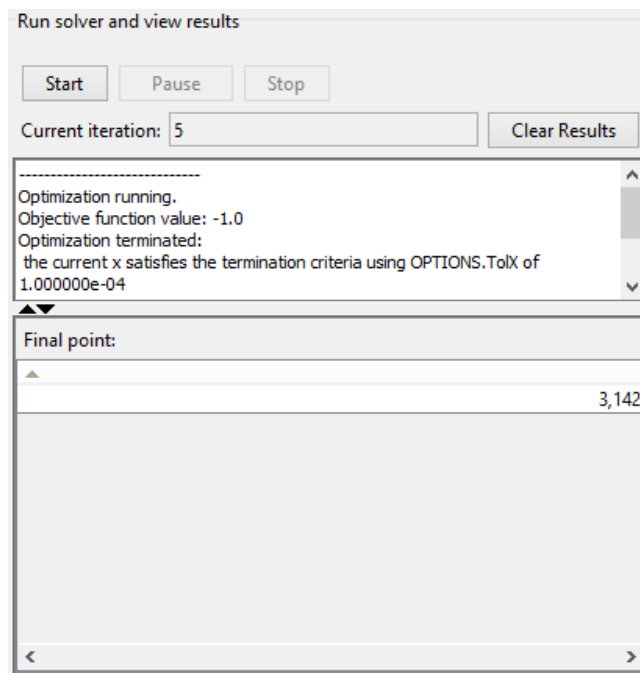 Run solver and view results
Start Pause Stop
Current iteration: 5 Clear Results
-----------------------------
Optimization running.
Objective function value: -1.0
Optimization terminated:
the current x satisfies the termination criteria using OPTIONS.TolX of
1.000000e-04
Final point:
3,142